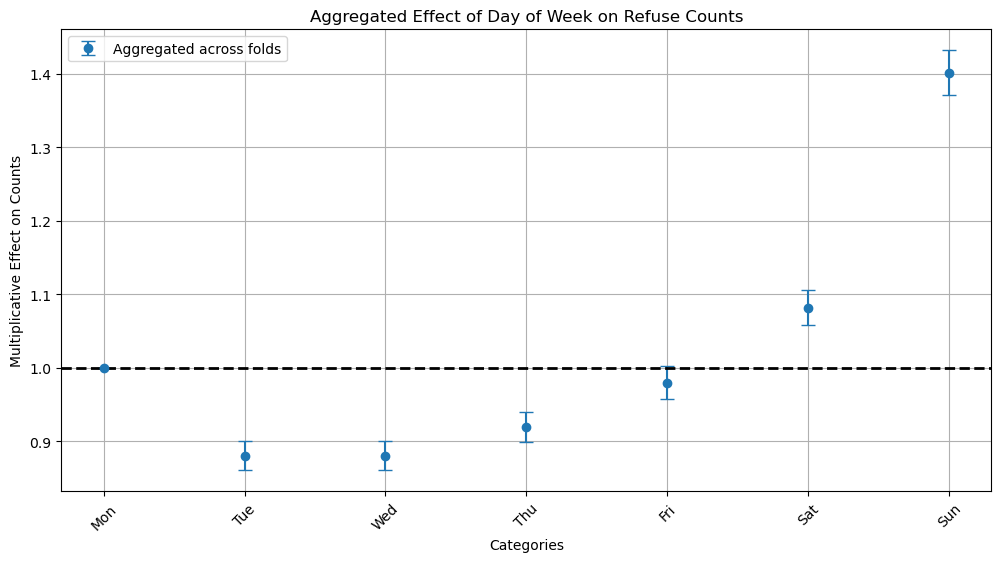 Aggregated Effect of Day of Week on Refuse Counts
Aggregated across folds
Multiplicative Effect on Counts
1.4
1.3
1.2
1.1
1.0
0.9
Mon
Tue
Wed
Thu
Fri
Sat
Sun
Categories